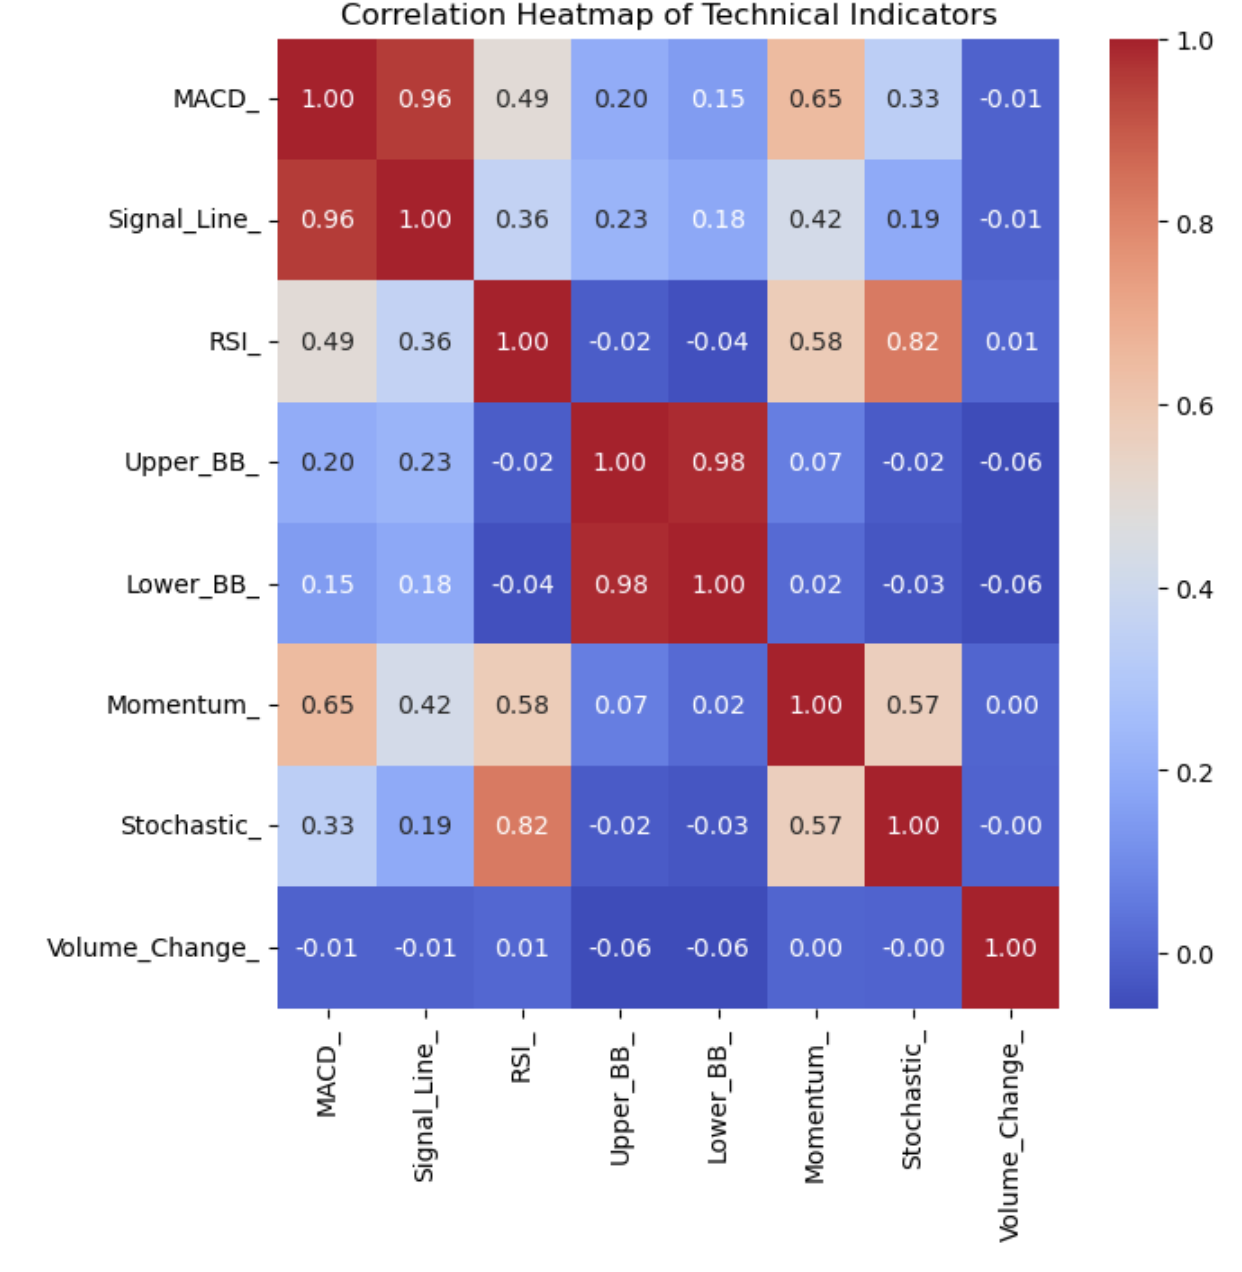 Correlation Heatmap of Technical Indicators
MACD_ 1.00 0.96 0.49 0.20 0.15 0.65 0.33 -0.01
Signal_Line_ 0.96 1.00 0.36 0.23 0.18 0.42 0.19 -0.01
RSI_ 0.49 0.36 1.00 -0.02 -0.04 0.58 0.82 0.01
Upper_BB_ 0.20 0.23 -0.02 1.00 0.98 0.07 -0.02 -0.06
Lower_BB_ 0.15 0.18 -0.04 0.98 1.00 0.02 -0.03 -0.06
Momentum_ 0.65 0.42 0.58 0.07 0.02 1.00 0.57 0.00
Stochastic_ 0.33 0.19 0.82 -0.02 -0.03 0.57 1.00 -0.00
Volume_Change_ -0.01 -0.01 0.01 -0.06 -0.06 0.00 -0.00 1.00
MACD_ Signal_Line_ RSI_ Upper_BB_ Lower_BB_ Momentum_ Stochastic_ Volume_Change_
1.0
0.8
0.6
0.4
0.2
0.0